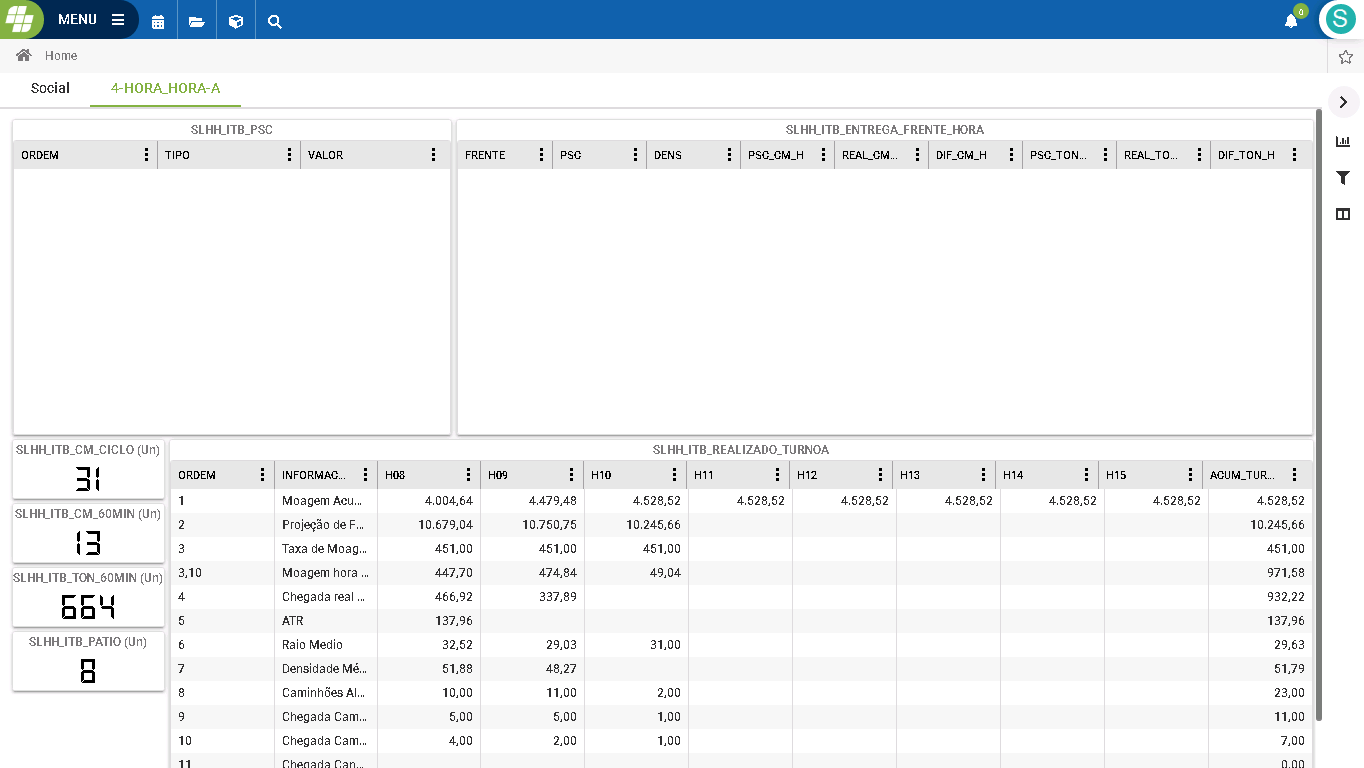 MENU
0
S
Home
Social 4-HORA_HORA-A
SLHH_ITB_PSC
ORDEM TIPO VALOR
SLHH_ITB_ENTREGA_FRENTE_HORA
FRENTE PSC DENS PSC_CM_H REAL_CM... DIF_CM_H PSC_TON... REAL_TO... DIF_TON_H
SLHH_ITB_CM_CICLO (Un)
31
SLHH_ITB_CM_60MIN (Un)
13
SLHH_ITB_TON_60MIN (Un)
664
SLHH_ITB_PATIO (Un)
8
SLHH_ITB_REALIZADO_TURNOA
ORDEM INFORMAC... H08 H09 H10 H11 H12 H13 H14 H15 ACUM_TUR...
1 Moagem Acu... 4.004,64 4.479,48 4.528,52 4.528,52 4.528,52 4.528,52 4.528,52 4.528,52 4.528,52
2 Projeção de F... 10.679,04 10.750,75 10.245,66 10.245,66
3 Taxa de Moag... 451,00 451,00 451,00 451,00
3,10 Moagem hora ... 447,70 474,84 49,04 971,58
4 Chegada real ... 466,92 337,89 932,22
5 ATR 137,96 137,96
6 Raio Medio 32,52 29,03 31,00 29,63
7 Densidade Mé... 51,88 48,27 51,79
8 Caminhões Al... 10,00 11,00 2,00 23,00
9 Chegada Cam... 5,00 5,00 1,00 11,00
10 Chegada Cam... 4,00 2,00 1,00 7,00
11 Chegada Can... 0,00